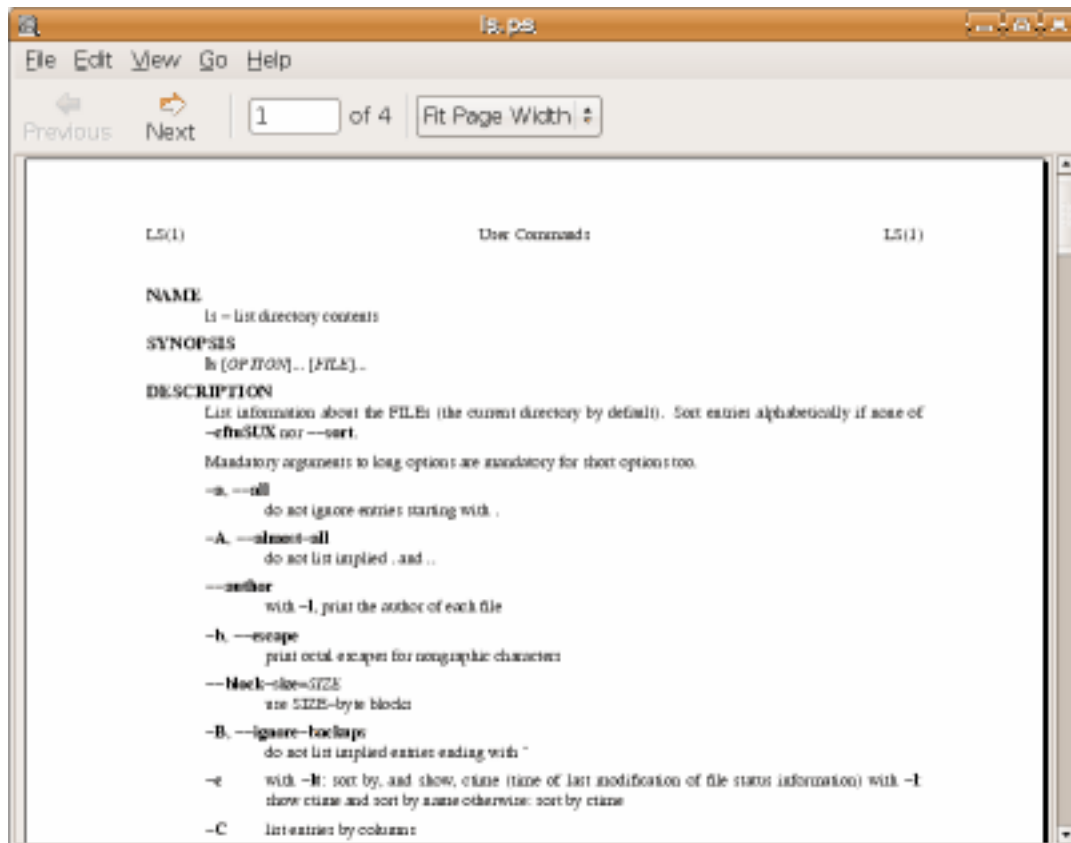 ls.ps
File Edit View Go Help
Previous Next 1 of 4 Fit Page Width
LS(1) User Commands LS(1)
NAME
ls – list directory contents
SYNOPSIS
ls [OPTION]... [FILE]...
DESCRIPTION
List information about the FILEs (the current directory by default). Sort entries alphabetically if none of
–cftuSUX nor ––sort.
Mandatory arguments to long options are mandatory for short options too.
–a, ––all
do not ignore entries starting with .
–A, ––almost–all
do not list implied . and ..
––author
with –l, print the author of each file
–b, ––escape
print octal escapes for nongraphic characters
––block–size=SIZE
use SIZE–byte blocks
–B, ––ignore–backups
do not list implied entries ending with ~
–c with –lt: sort by, and show, ctime (time of last modification of file status information) with –l:
show ctime and sort by name otherwise: sort by ctime
–C list entries by columns